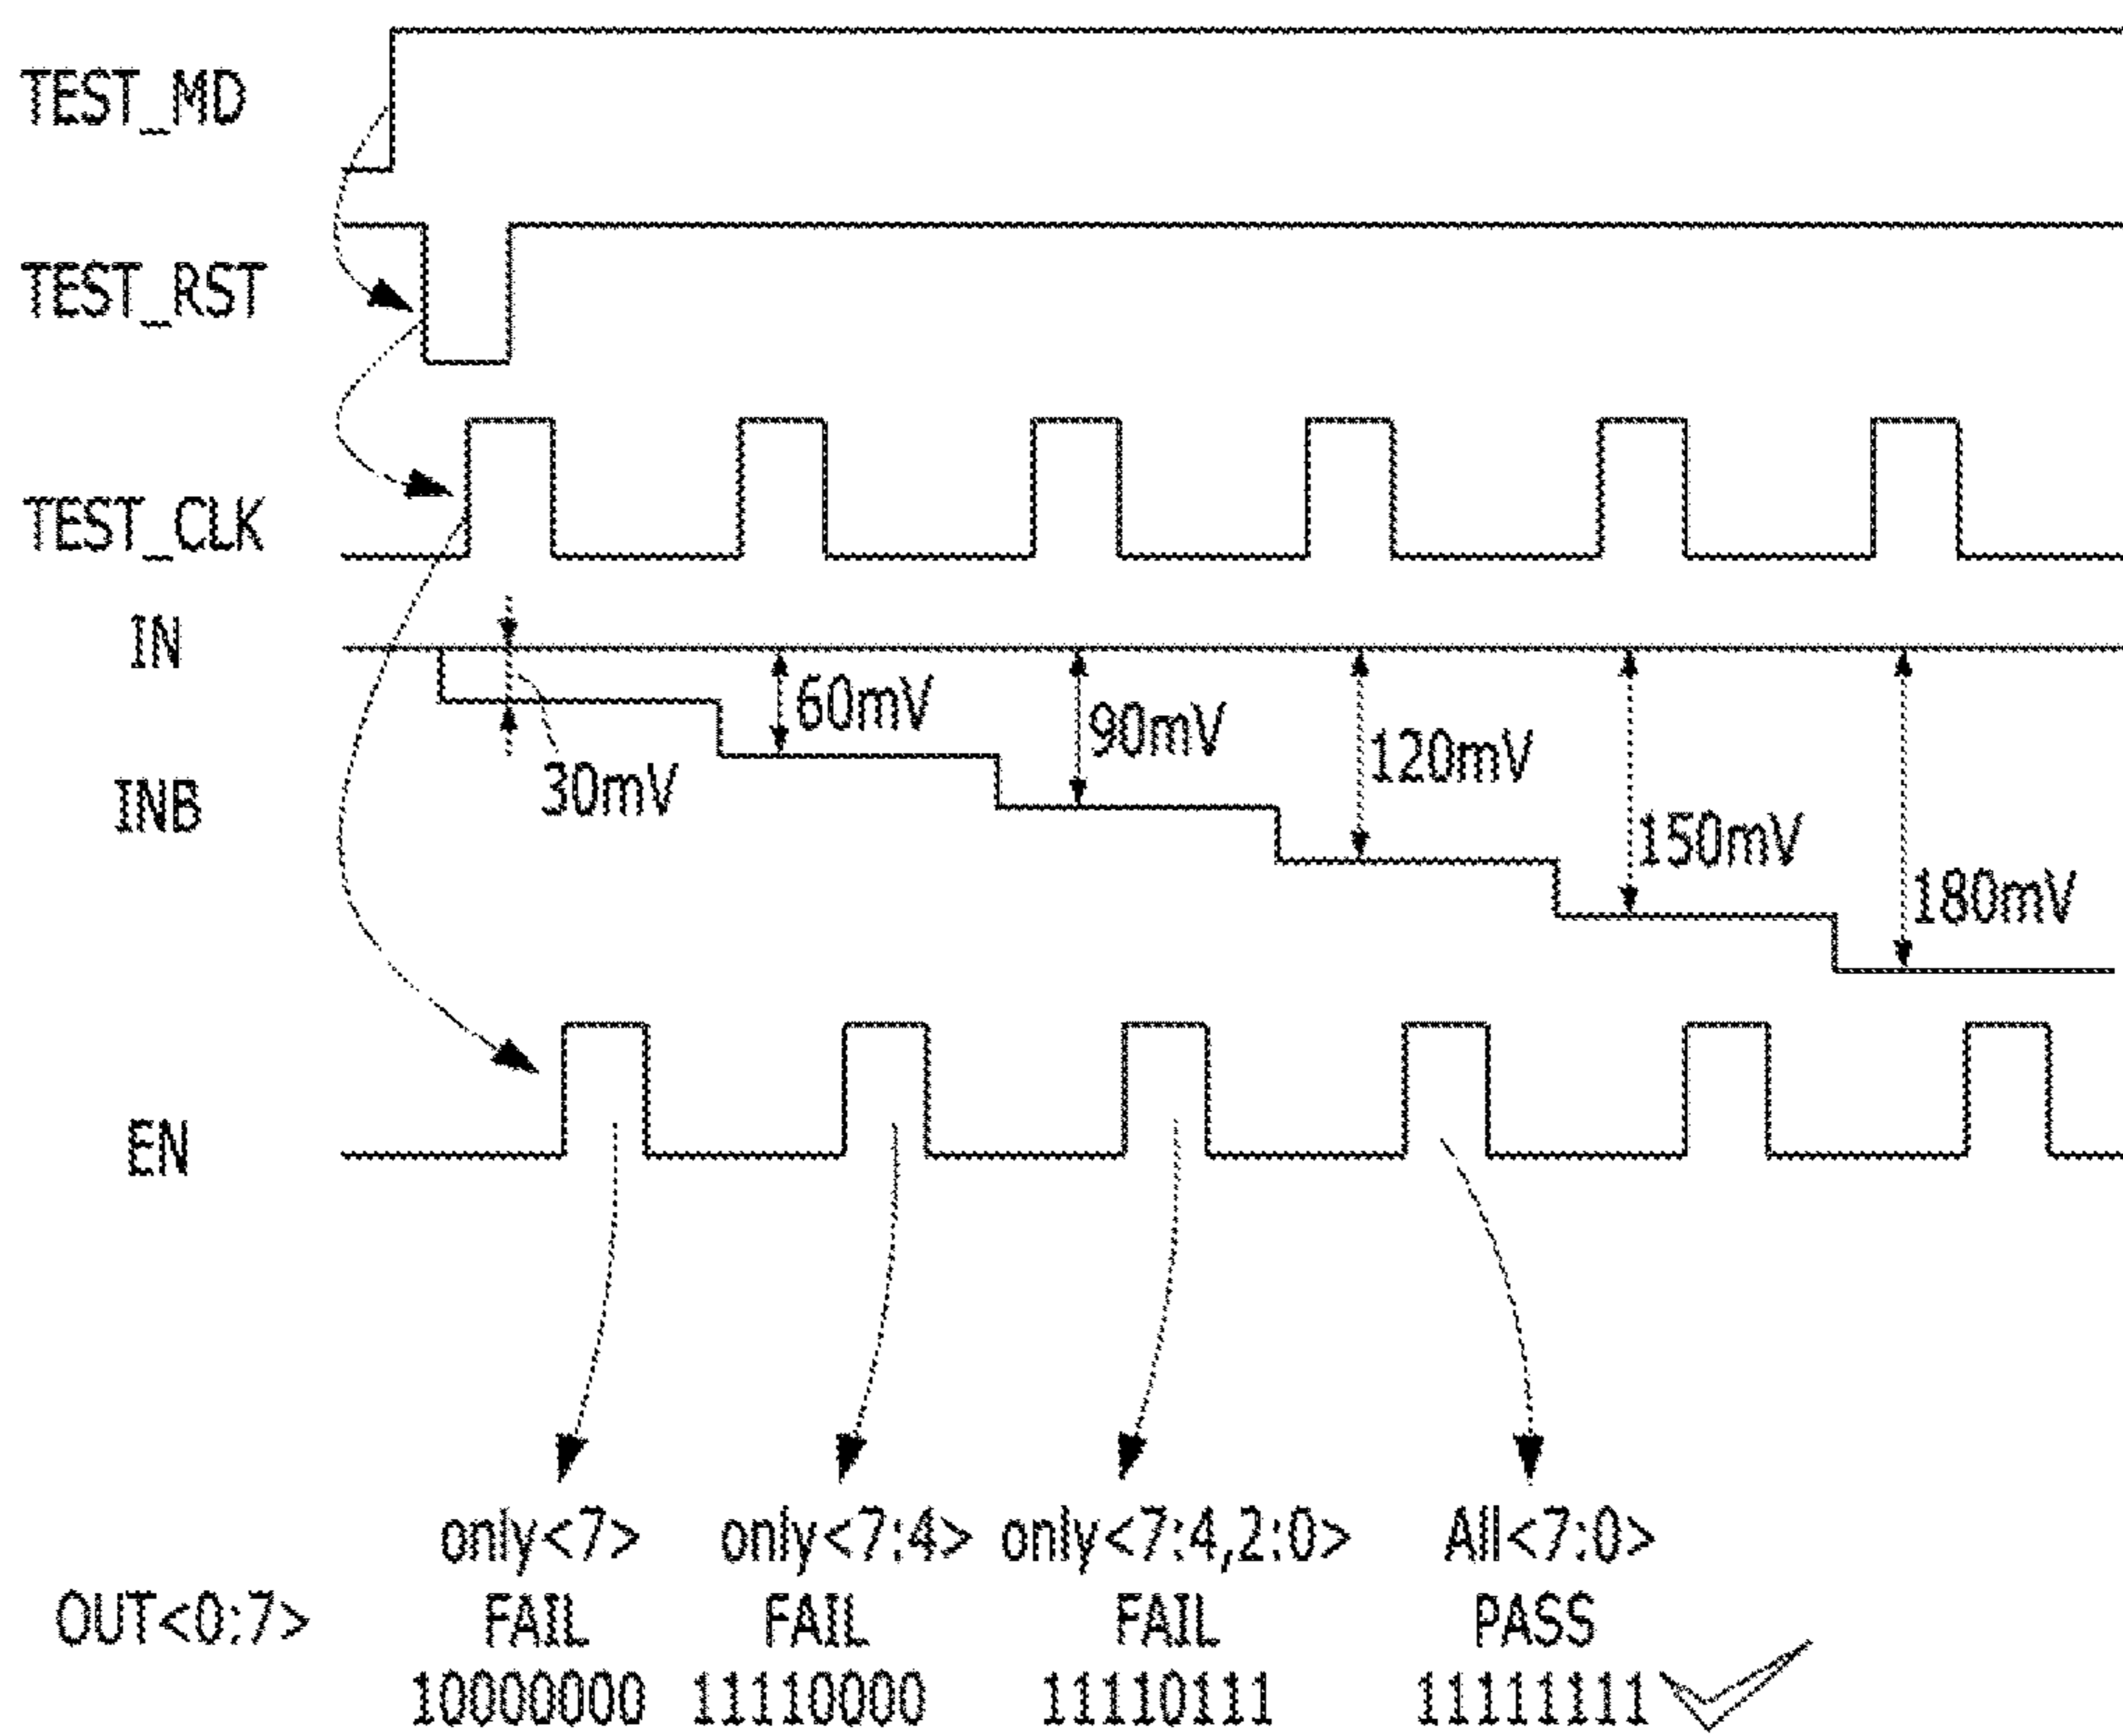 TEST_MD
TEST_RST
TEST_CLK
IN
60mV
90mV
120mV
30mV
INB
150mV
180mV
EN
only<7> only<7:4> only<7:4,2:0> All<7:0>
OUT<0:7> FAIL FAIL FAIL PASS
10000000 11110000 11110111 11111111